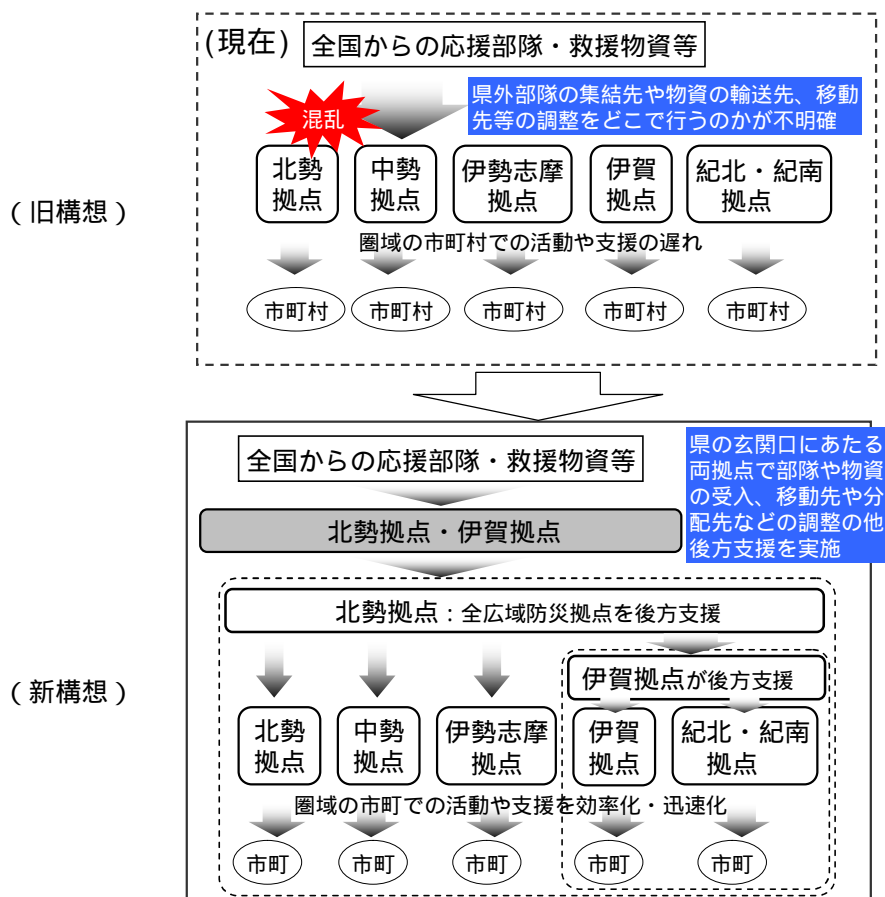 (現在)
全国からの応援部隊・救援物資等
県外部隊の集結先や物資の輸送先、移動
先等の調整をどこで行うのかが不明確
混乱
北勢
拠点
中勢
拠点
伊勢志摩
拠点
伊賀
拠点
紀北・紀南
拠点
(旧構想)
圏域の市町村での活動や支援の遅れ
市町村
市町村
市町村
市町村
市町村
全国からの応援部隊・救援物資等
県の玄関口にあたる
両拠点で部隊や物資
の受入、移動先や分
配先などの調整の他
後方支援を実施
北勢拠点・伊賀拠点
北勢拠点：全広域防災拠点を後方支援
(新構想)
伊賀拠点が後方支援
北勢
拠点
中勢
拠点
伊勢志摩
拠点
伊賀
拠点
紀北・紀南
拠点
圏域の市町での活動や支援を効率化・迅速化
市町
市町
市町
市町
市町